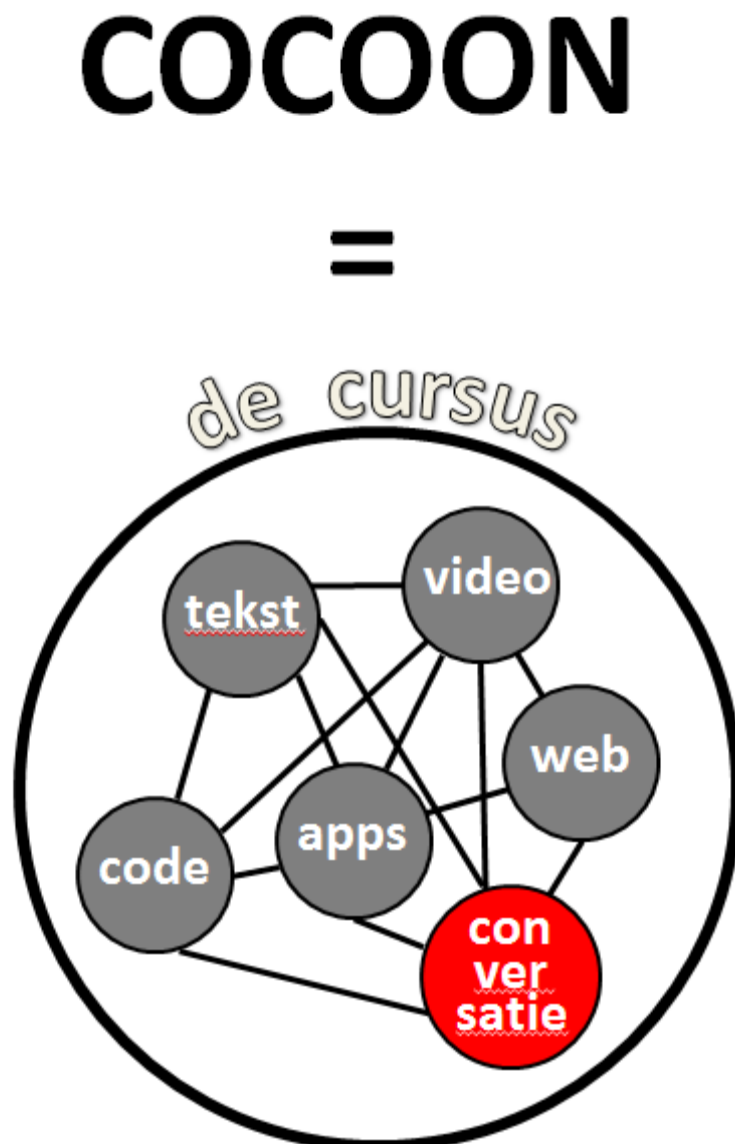 COCOON
=
de cursus
video
tekst
web
apps
code
con
ver
satie